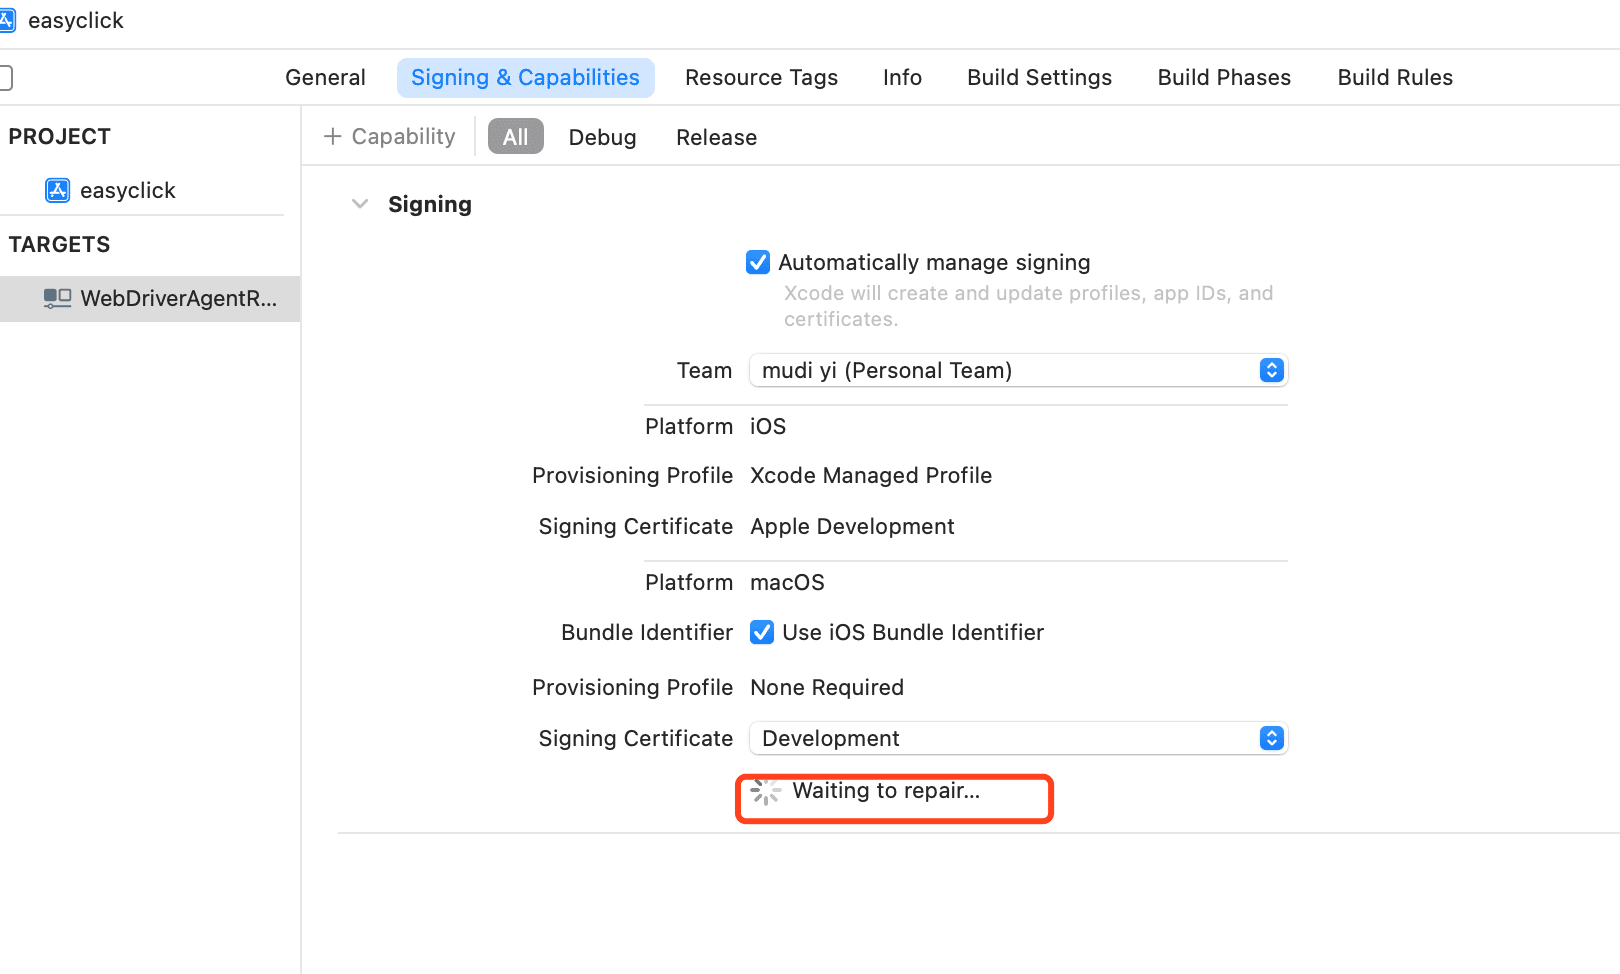 easyclick
General Signing & Capabilities Resource Tags Info Build Settings Build Phases Build Rules
PROJECT
easyclick
TARGETS
WebDriverAgentR...
+ Capability All Debug Release
Signing
Automatically manage signing
Xcode will create and update profiles, app IDs, and
certificates.
Team mudi yi (Personal Team)
Platform iOS
Provisioning Profile Xcode Managed Profile
Signing Certificate Apple Development
Platform macOS
Bundle Identifier Use iOS Bundle Identifier
Provisioning Profile None Required
Signing Certificate Development
Waiting to repair...